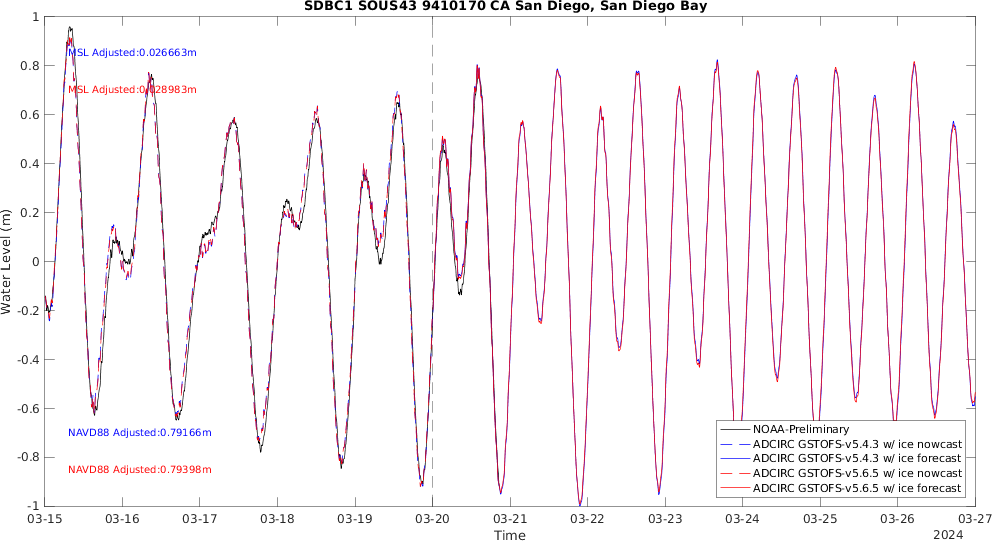 SDBC1 SOUS43 9410170 CA San Diego, San Diego Bay
1
0.8
0.6
0.4
0.2
0
-0.2
-0.4
-0.6
-0.8
-1
Water Level (m)
MSL Adjusted:0.026663m
MSL Adjusted:0.028983m
NAVD88 Adjusted:0.79166m
NAVD88 Adjusted:0.79398m
NOAA-Preliminary
ADCIRC GSTOFS-v5.4.3 w/ ice nowcast
ADCIRC GSTOFS-v5.4.3 w/ ice forecast
ADCIRC GSTOFS-v5.6.5 w/ ice nowcast
ADCIRC GSTOFS-v5.6.5 w/ ice forecast
03-15 03-16 03-17 03-18 03-19 03-20 03-21 03-22 03-23 03-24 03-25 03-26 03-27
Time
2024